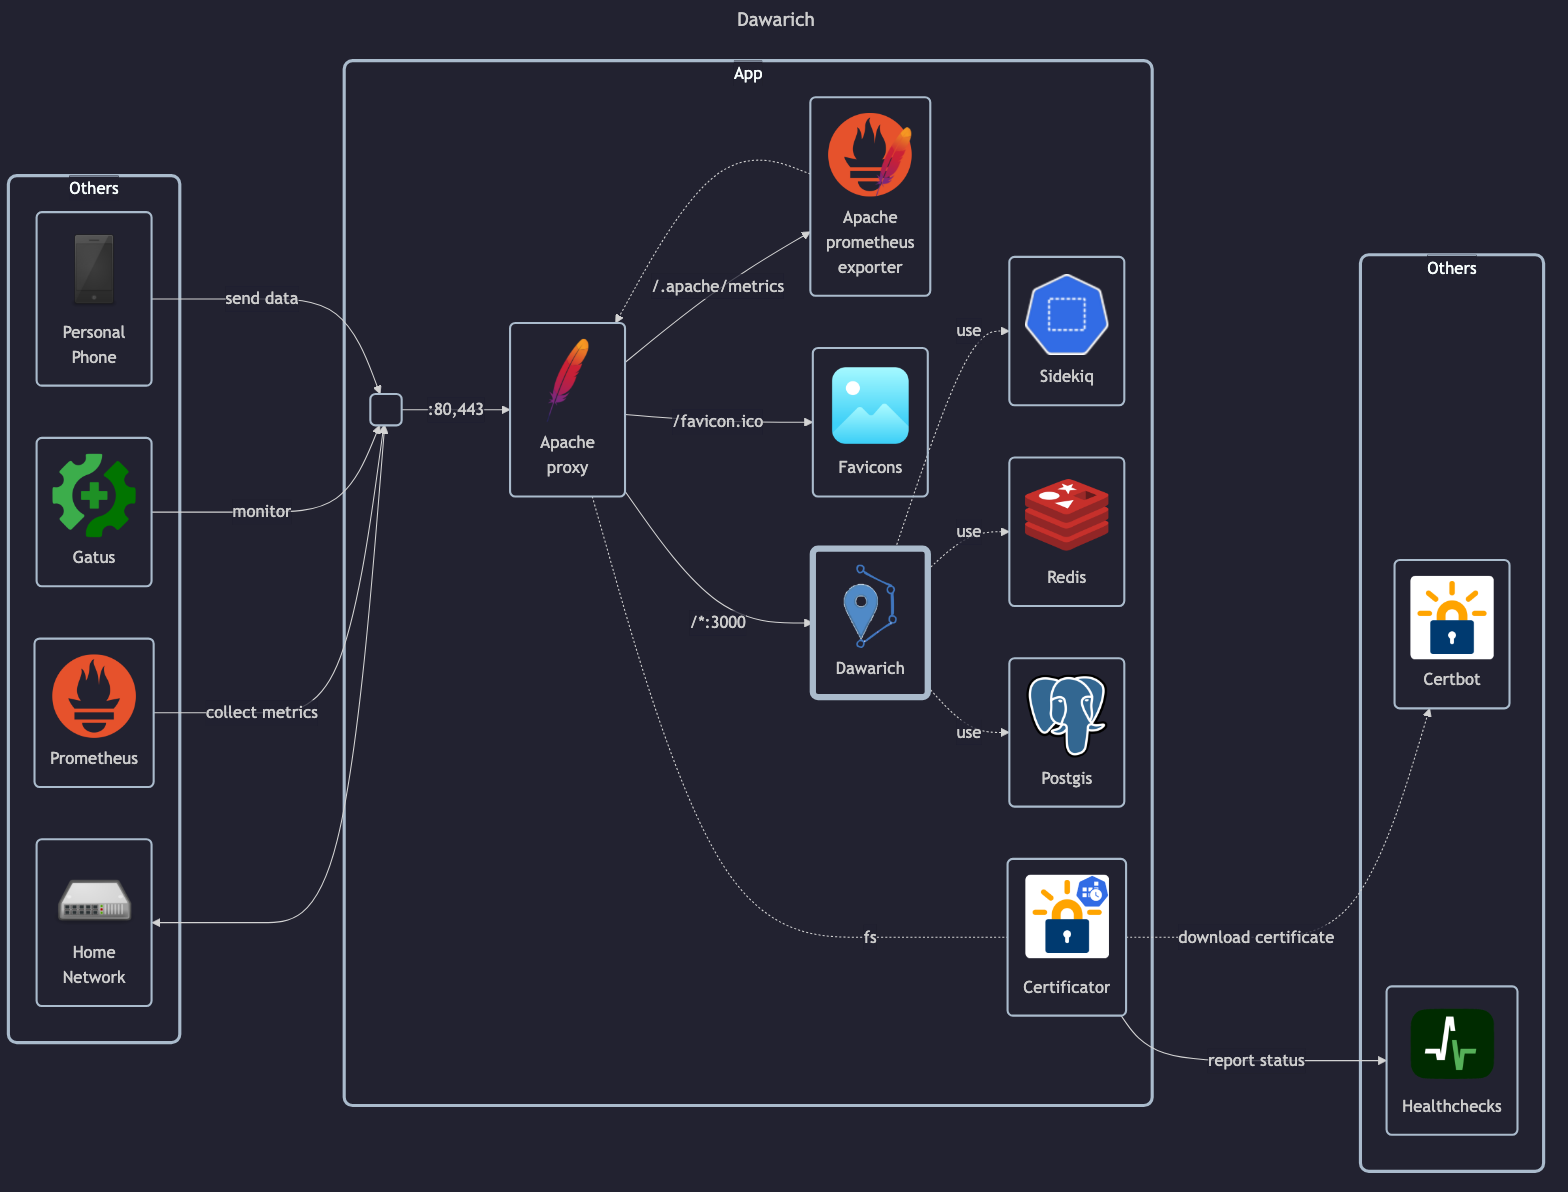 Dawarich
App
Others
Personal
Phone
Gatus
Prometheus
Home
Network
send data
monitor
collect metrics
:80,443
Apache
proxy
/.apache/metrics
/favicon.ico
/*:3000
fs
Apache
prometheus
exporter
Favicons
Dawarich
use
use
use
Sidekiq
Redis
Postgis
Certificator
download certificate
report status
Others
Certbot
Healthchecks